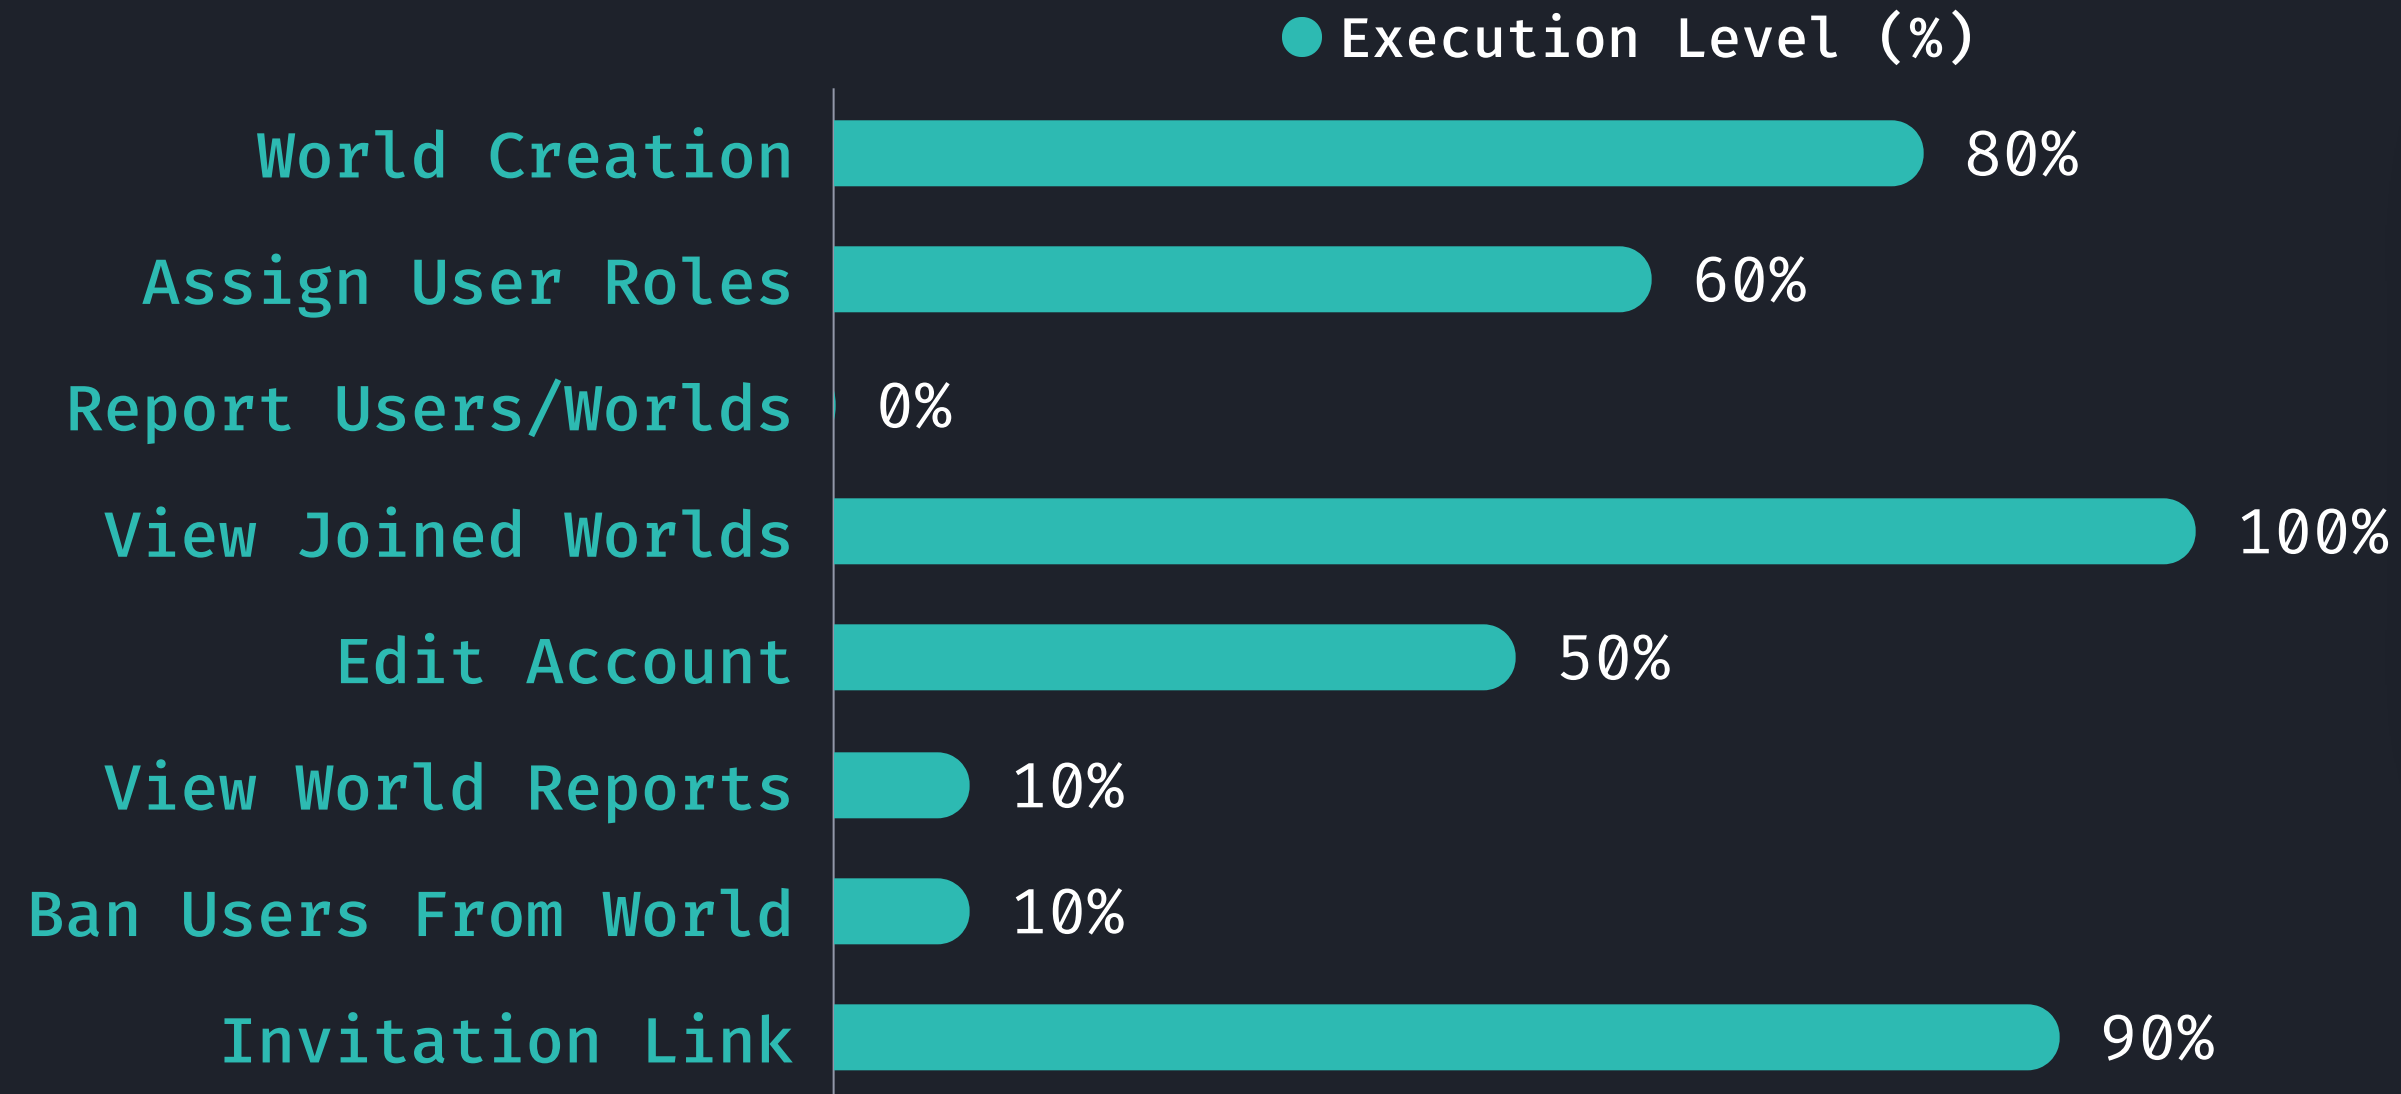 Execution Level (%)
World Creation 80%
Assign User Roles 60%
Report Users/Worlds 0%
View Joined Worlds 100%
Edit Account 50%
View World Reports 10%
Ban Users From World 10%
Invitation Link 90%